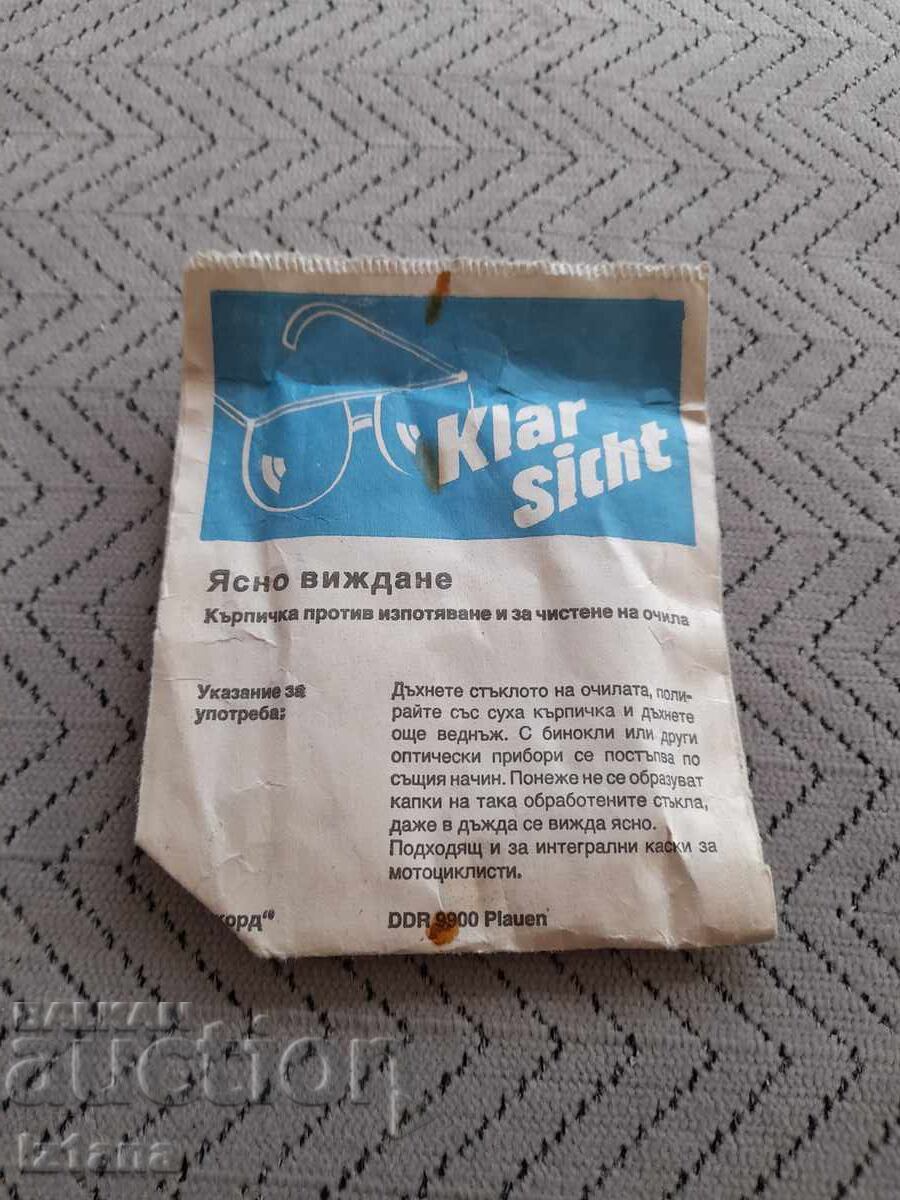 Klar
Sicht
Ясно виждане
Кърпичка против изпотяване и за чистене на очила
Указание за
употреба:
Дъхнете стъклото на очилата, поли-
райте със суха кърпичка и дъхнете
още веднъж. С бинокли или други
оптически прибори се постъпва по
същия начин. Понеже не се образуват
капки на така обработените стъкла,
даже в дъжда се вижда ясно.
Подходящ и за интегрални каски за
мотоциклисти.
корд“
DDR 9900 Plauen
БАЛКАН
auction
iz1ana